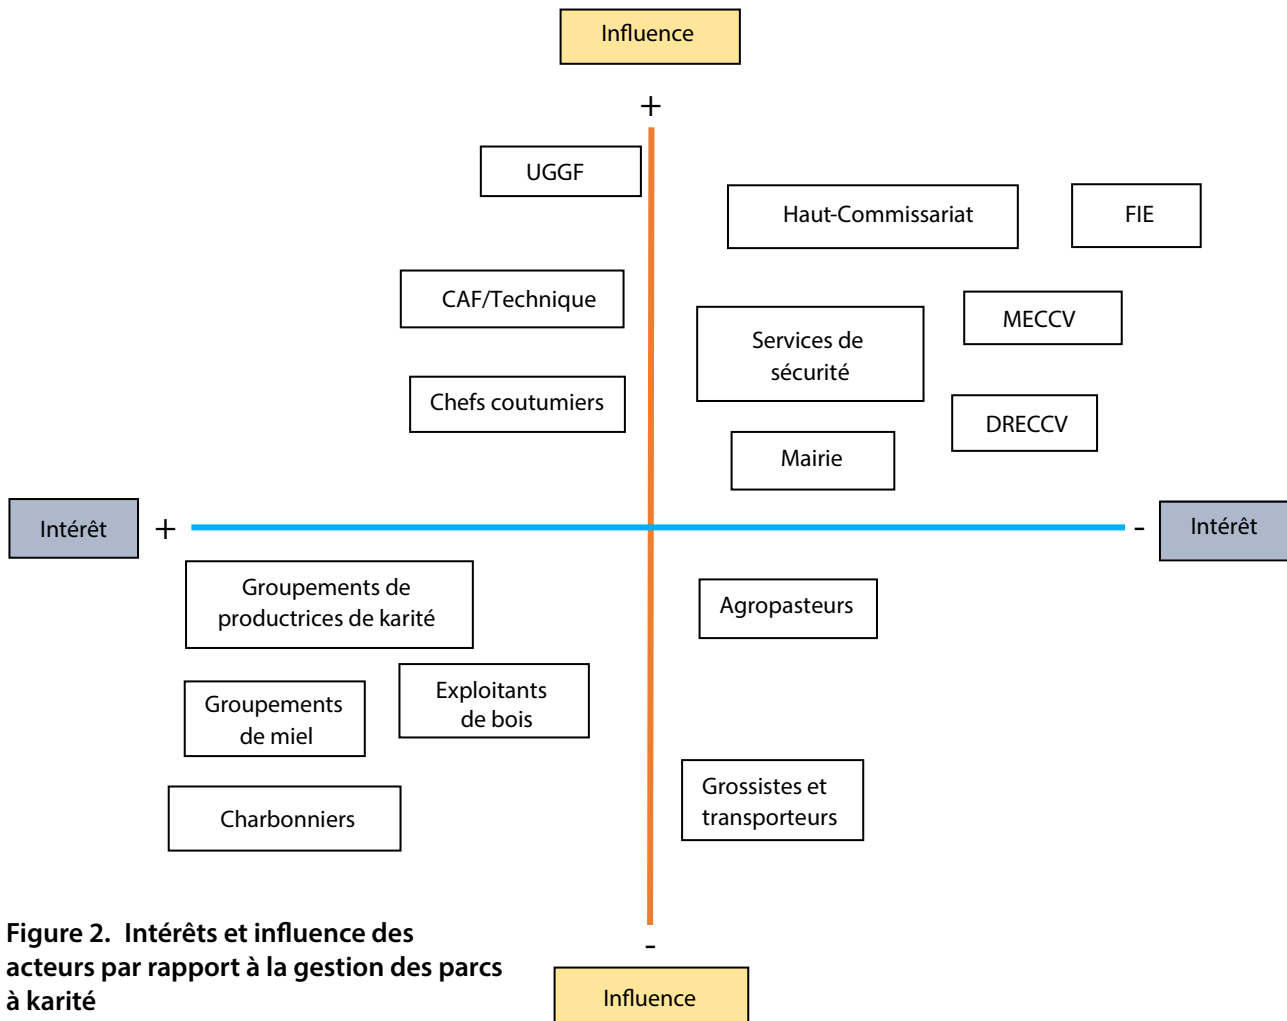 Influence
+
UGGF
Haut-Commissariat
FIE
CAF/Technique
MECCV
Services de
sécurité
Chefs coutumiers
DRECCV
Mairie
Intérêt
+
-
Intérêt
Groupements de
productrices de karité
Agropasteurs
Exploitants
de bois
Groupements
de miel
Grossistes et
transporteurs
Charbonniers
-
Influence
Figure 2. Intérêts et influence des
acteurs par rapport à la gestion des parcs
à karité